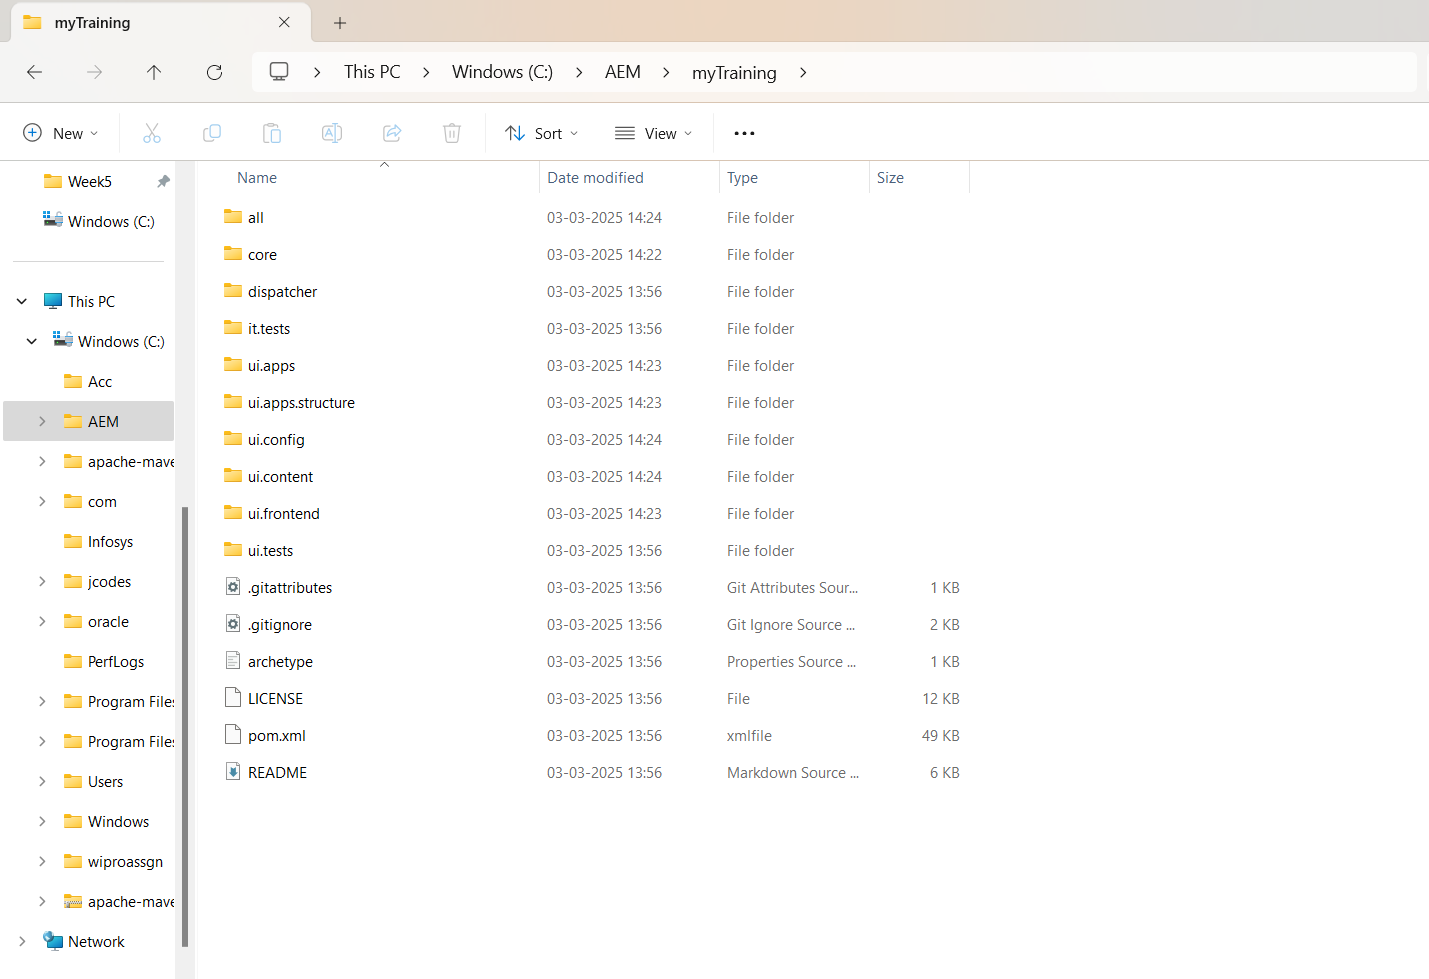 myTraining
This PC > Windows (C:) > AEM > myTraining >
New Sort View
Week5
Windows (C:)
This PC
Windows (C:)
Acc
AEM
apache-mave
com
Infosys
jcodes
oracle
PerfLogs
Program Files
Program Files
Users
Windows
wiproassgn
apache-mave
Network
Name Date modified Type Size
all 03-03-2025 14:24 File folder
core 03-03-2025 14:22 File folder
dispatcher 03-03-2025 13:56 File folder
it.tests 03-03-2025 13:56 File folder
ui.apps 03-03-2025 14:23 File folder
ui.apps.structure 03-03-2025 14:23 File folder
ui.config 03-03-2025 14:24 File folder
ui.content 03-03-2025 14:24 File folder
ui.frontend 03-03-2025 14:23 File folder
ui.tests 03-03-2025 13:56 File folder
.gitattributes 03-03-2025 13:56 Git Attributes Sour... 1 KB
.gitignore 03-03-2025 13:56 Git Ignore Source ... 2 KB
archetype 03-03-2025 13:56 Properties Source ... 1 KB
LICENSE 03-03-2025 13:56 File 12 KB
pom.xml 03-03-2025 13:56 xmlfile 49 KB
README 03-03-2025 13:56 Markdown Source ... 6 KB